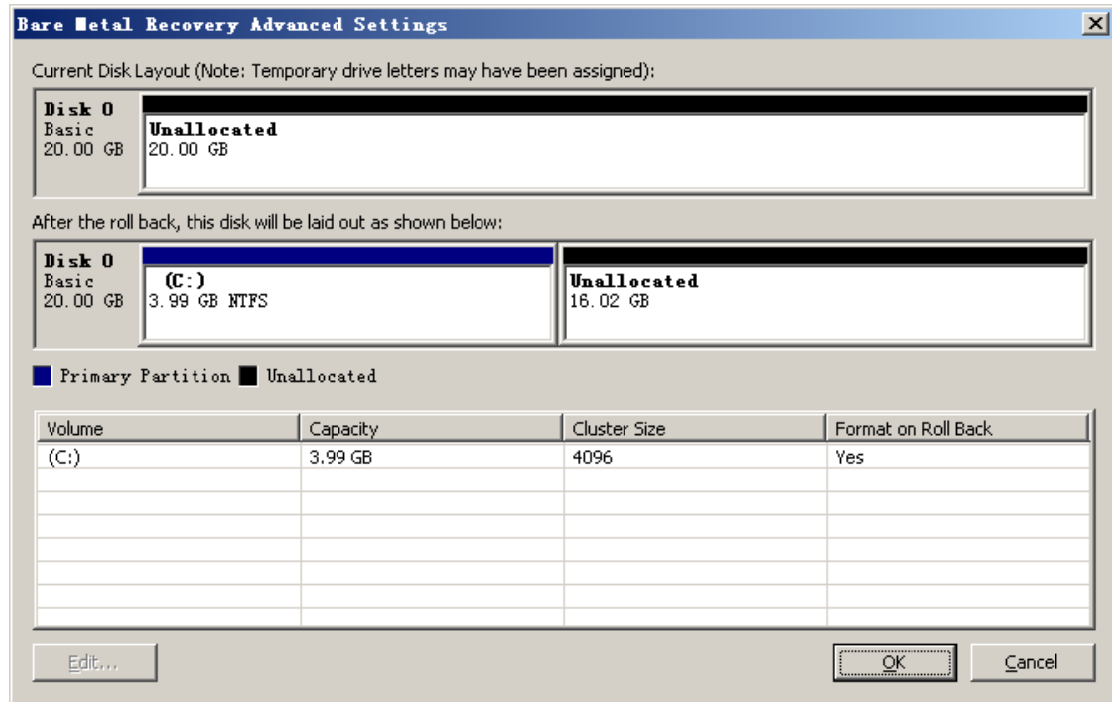 Bare Metal Recovery Advanced Settings
Current Disk Layout (Note: Temporary drive letters may have been assigned):
Disk 0
Basic
20.00 GB
Unallocated
20.00 GB
After the roll back, this disk will be laid out as shown below:
Disk 0
Basic
20.00 GB
(C:)
3.99 GB NTFS
Unallocated
16.02 GB
Primary Partition Unallocated
Volume Capacity Cluster Size Format on Roll Back
(C:) 3.99 GB 4096 Yes
Edit... OK Cancel